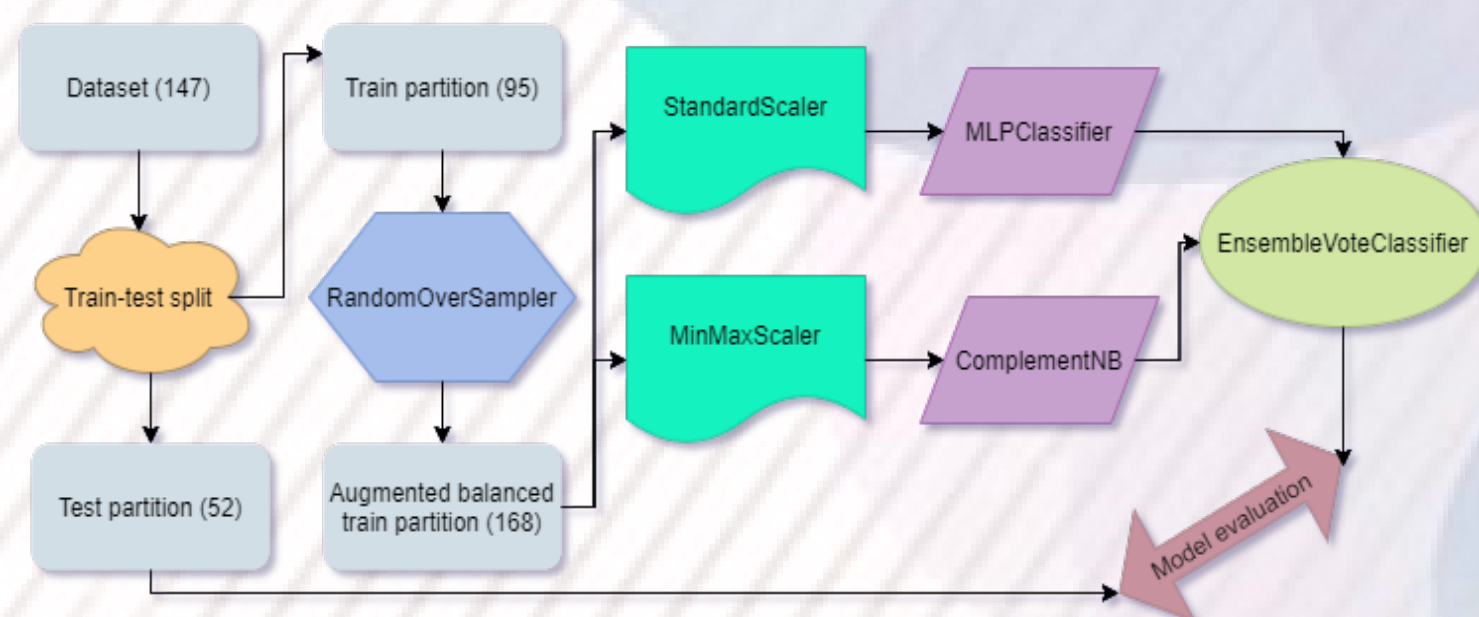 Dataset (147)
Train partition (95)
StandardScaler
MLPClassifier
Train-test split
RandomOverSampler
MinMaxScaler
ComplementNB
EnsembleVoteClassifier
Test partition (52)
Augmented balanced
train partition (168)
Model evaluation